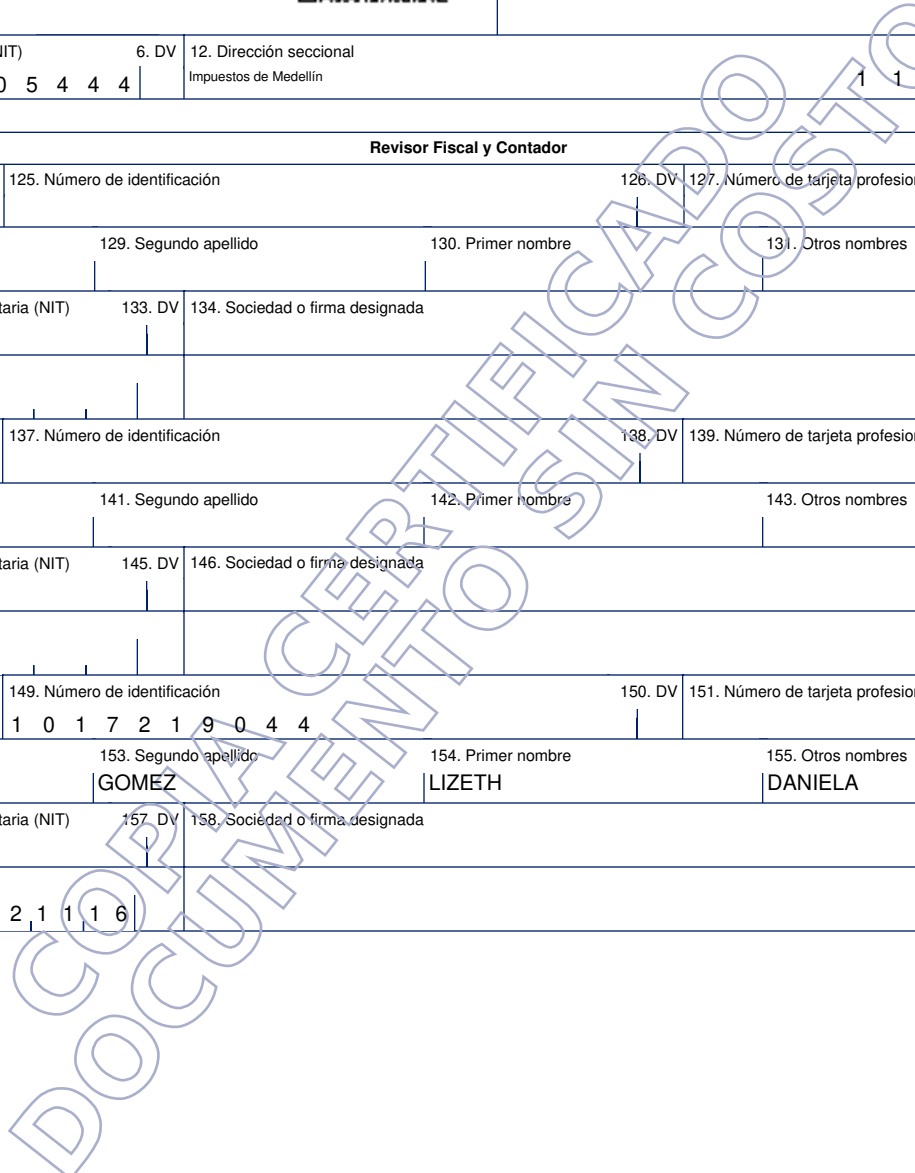 NIT) 6. DV 12. Dirección seccional
0 5 4 4 4 Impuestos de Medellín 1 1
Revisor Fiscal y Contador
125. Número de identificación 126. DV 127. Número de tarjeta profesion
129. Segundo apellido 130. Primer nombre 131. Otros nombres
taria (NIT) 133. DV 134. Sociedad o firma designada
137. Número de identificación 138. DV 139. Número de tarjeta profesion
141. Segundo apellido 142. Primer nombre 143. Otros nombres
taria (NIT) 145. DV 146. Sociedad o firma designada
149. Número de identificación 150. DV 151. Número de tarjeta profesion
1 0 1 7 2 1 9 0 4 4
153. Segundo apellido 154. Primer nombre 155. Otros nombres
GOMEZ LIZETH DANIELA
taria (NIT) 157. DV 158. Sociedad o firma designada
2 1 1 1 6
COPIA CERTIFICADO
DOCUMENTO SIN COSTO